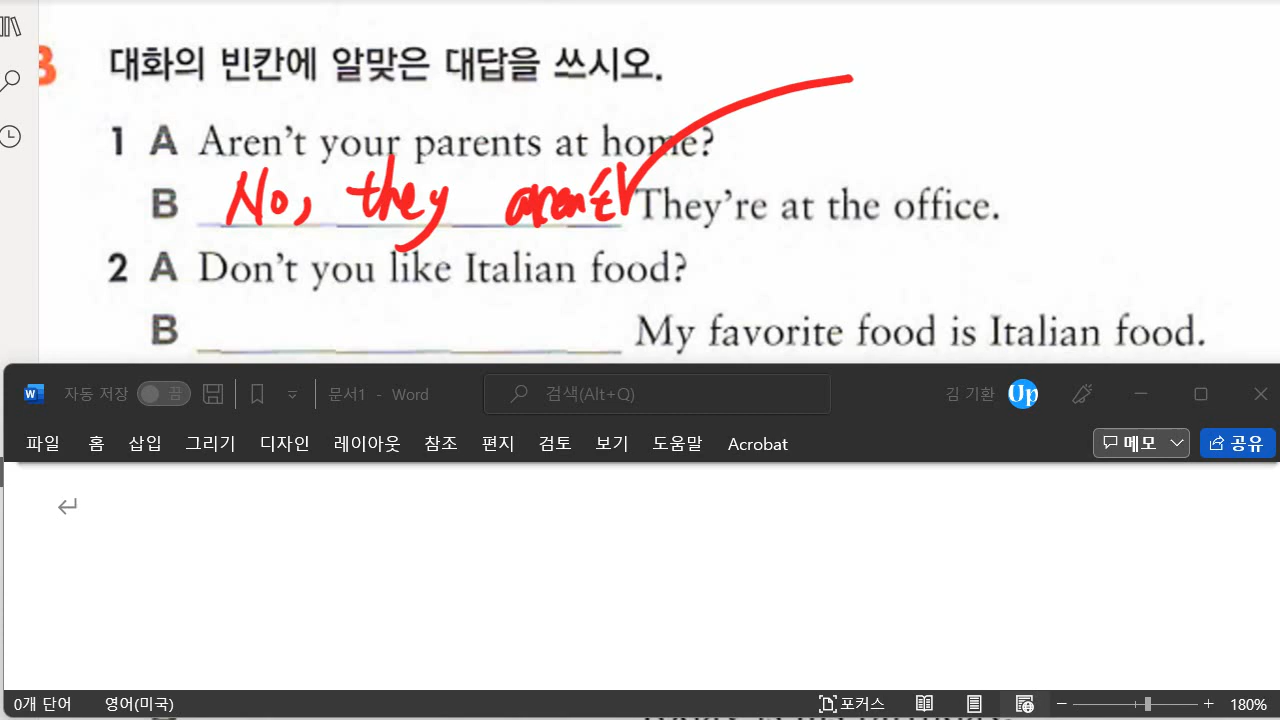 B 대화의 빈칸에 알맞은 대답을 쓰시오.
1 A Aren't your parents at home?
B No, they aren't They're at the office.
2 A Don't you like Italian food?
B My favorite food is Italian food.
자동 저장 끔 문서1 - Word 검색(Alt+Q) 김 기환 Up
파일 홈 삽입 그리기 디자인 레이아웃 참조 편지 검토 보기 도움말 Acrobat 메모 공유
0개 단어 영어(미국) 포커스 180%